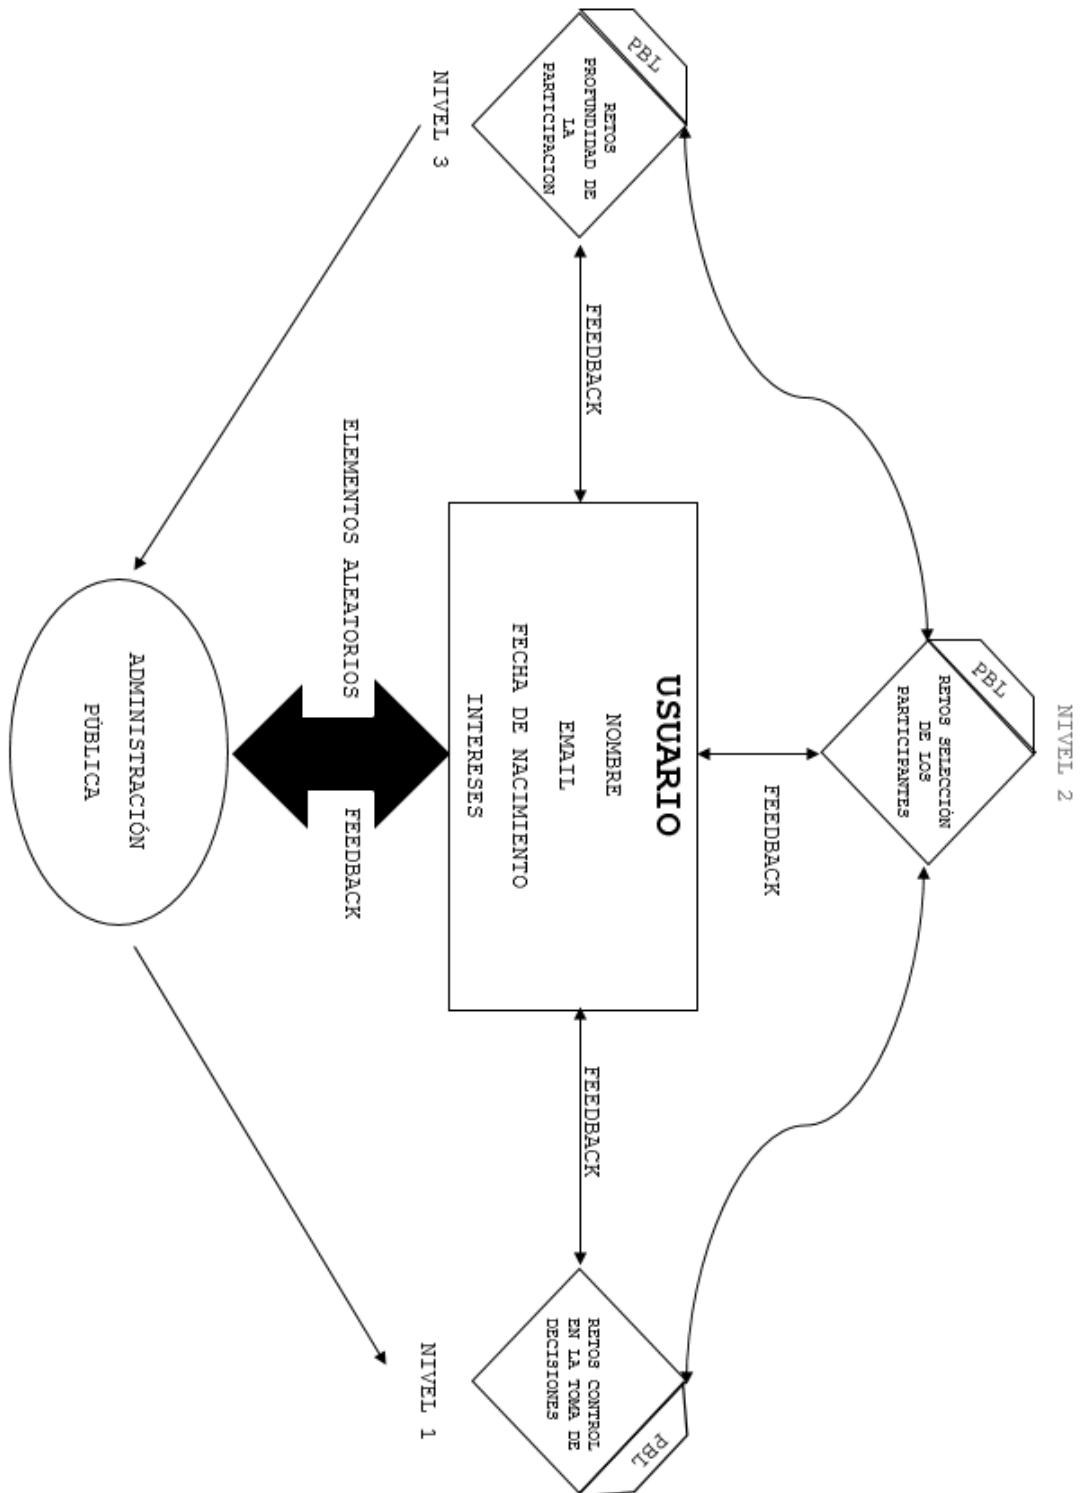 NIVEL 2
PBL
RETOS SELECCIÓN
DE LOS
PARTICIPANTES
FEEDBACK
PBL
RETOS
PROFUNDIDAD DE
LA
PARTICIPACION
NIVEL 3
FEEDBACK
USUARIO
NOMBRE
EMAIL
FECHA DE NACIMIENTO
INTERESES
FEEDBACK
PBL
RETOS CONTROL
EN LA TOMA DE
DECISIONES
NIVEL 1
ELEMENTOS ALEATORIOS
FEEDBACK
ADMINISTRACIÓN
PÚBLICA